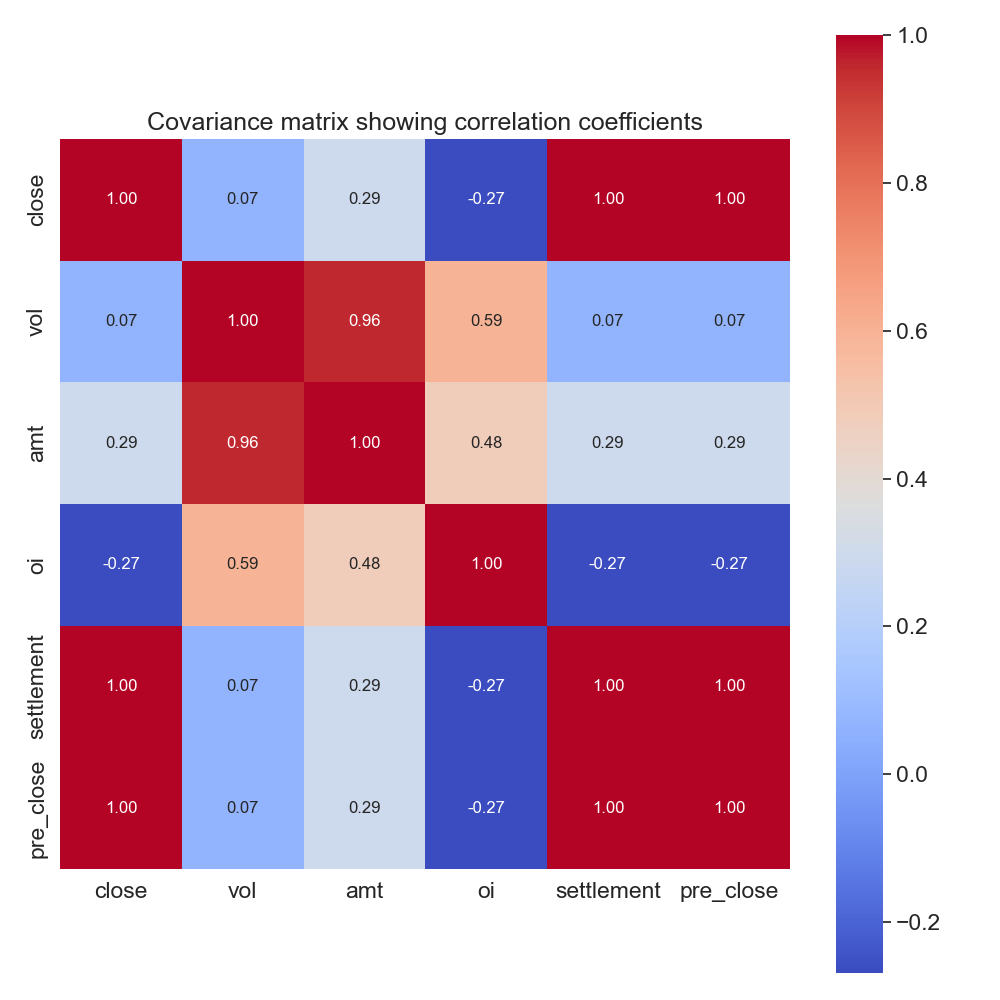 Covariance matrix showing correlation coefficients
close 1.00 0.07 0.29 -0.27 1.00 1.00
vol 0.07 1.00 0.96 0.59 0.07 0.07
amt 0.29 0.96 1.00 0.48 0.29 0.29
oi -0.27 0.59 0.48 1.00 -0.27 -0.27
settlement 1.00 0.07 0.29 -0.27 1.00 1.00
pre_close 1.00 0.07 0.29 -0.27 1.00 1.00
close vol amt oi settlement pre_close
1.0
0.8
0.6
0.4
0.2
0.0
−0.2